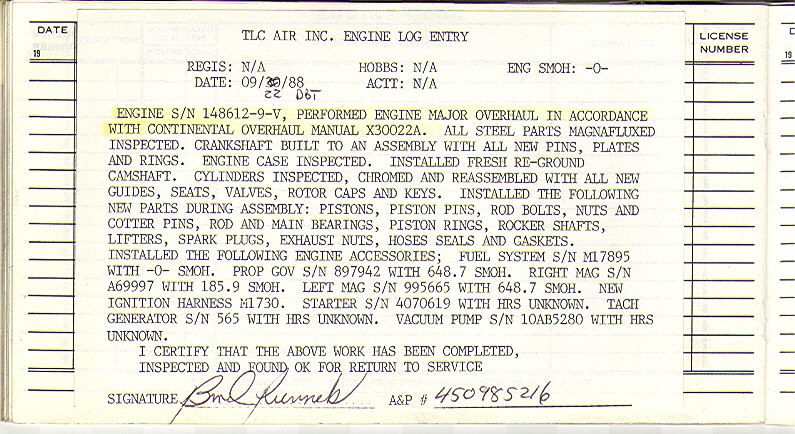 DATE
19
LICENSE
NUMBER
19
TLC AIR INC. ENGINE LOG ENTRY
REGIS: N/A HOBBS: N/A ENG SMOH: -0-
DATE: 09/30/88 ACTT: N/A
22 DBT
ENGINE S/N 148612-9-V, PERFORMED ENGINE MAJOR OVERHAUL IN ACCORDANCE
WITH CONTINENTAL OVERHAUL MANUAL X30022A. ALL STEEL PARTS MAGNAFLUXED
INSPECTED. CRANKSHAFT BUILT TO AN ASSEMBLY WITH ALL NEW PINS, PLATES
AND RINGS. ENGINE CASE INSPECTED. INSTALLED FRESH RE-GROUND
CAMSHAFT. CYLINDERS INSPECTED, CHROMED AND REASSEMBLED WITH ALL NEW
GUIDES, SEATS, VALVES, ROTOR CAPS AND KEYS. INSTALLED THE FOLLOWING
NEW PARTS DURING ASSEMBLY: PISTONS, PISTON PINS, ROD BOLTS, NUTS AND
COTTER PINS, ROD AND MAIN BEARINGS, PISTON RINGS, ROCKER SHAFTS,
LIFTERS, SPARK PLUGS, EXHAUST NUTS, HOSES SEALS AND GASKETS.
INSTALLED THE FOLLOWING ENGINE ACCESSORIES; FUEL SYSTEM S/N M17895
WITH -0- SMOH. PROP GOV S/N 897942 WITH 648.7 SMOH. RIGHT MAG S/N
A69997 WITH 185.9 SMOH. LEFT MAG S/N 995665 WITH 648.7 SMOH. NEW
IGNITION HARNESS M1730. STARTER S/N 4070619 WITH HRS UNKNOWN. TACH
GENERATOR S/N 565 WITH HRS UNKNOWN. VACUUM PUMP S/N 10AB5280 WITH HRS
UNKNOWN.
I CERTIFY THAT THE ABOVE WORK HAS BEEN COMPLETED,
INSPECTED AND FOUND OK FOR RETURN TO SERVICE
SIGNATURE A&P # 450985216